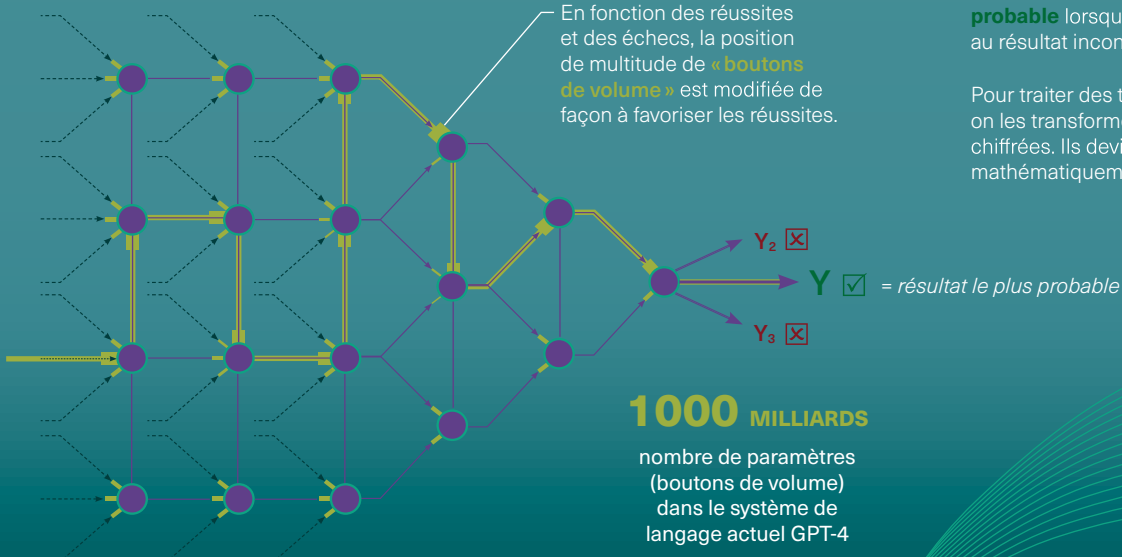 En fonction des réussites
et des échecs, la position
de multitude de «boutons
de volume» est modifiée de
façon à favoriser les réussites.
probable lorsqu
au résultat incon
Pour traiter des t
on les transform
chiffrées. Ils devi
mathématiquem
Y₂
Y = résultat le plus probable
Y₃
1000 MILLIARDS
nombre de paramètres
(boutons de volume)
dans le système de
langage actuel GPT-4